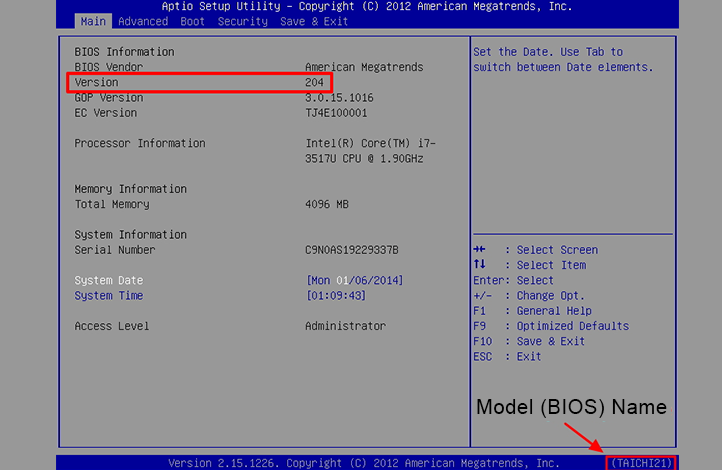 Aptio Setup Utility - Copyright (C) 2012 American Megatrends, Inc.
Main Advanced Boot Security Save & Exit
BIOS Information
BIOS Vendor American Megatrends
Version 204
GOP Version 3.0.15.1016
EC Version TJ4E100001
Processor Information Intel(R) Core(TM) i7-
3517U CPU @ 1.90GHz
Memory Information
Total Memory 4096 MB
System Information
Serial Number C9N0AS19229337B
System Date [Mon 01/06/2014]
System Time [01:09:43]
Access Level Administrator
Set the Date. Use Tab to
switch between Date elements.
→← : Select Screen
↑↓ : Select Item
Enter: Select
+/- : Change Opt.
F1 : General Help
F9 : Optimized Defaults
F10 : Save & Exit
ESC : Exit
Model (BIOS) Name
Version 2.15.1226. Copyright (C) 2012 American Megatrends, Inc. (TAICHI21)